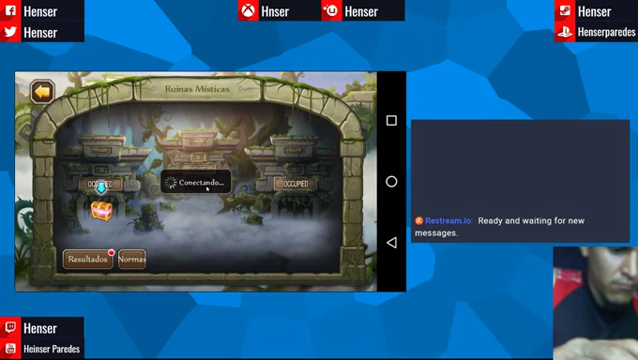 Henser
Henser
Hnser
Henser
Henser
Henserparedes
Ruinas Místicas
OCCUPIED
Conectando...
OCCUPIED
Resultados
Normas
Restream.io: Ready and waiting for new
messages.
Henser
Heinser Paredes